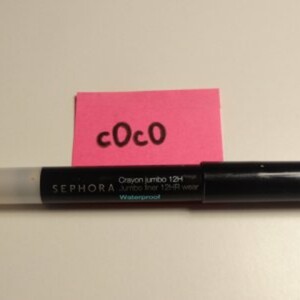 cOcO
SEPHORA
Crayon jumbo 12H
Jumbo liner 12HR wear
Waterproof